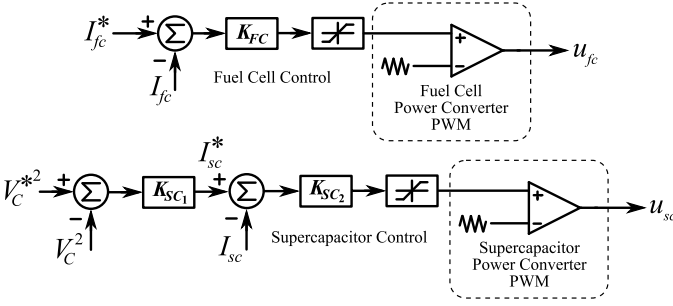 I*fc
+
Σ
−
Ifc
KFC
Fuel Cell Control
+
−
Fuel Cell
Power Converter
PWM
ufc
V*2C
+
Σ
−
V2C
KSC1
I*sc
+
Σ
−
Isc
KSC2
Supercapacitor Control
+
−
Supercapacitor
Power Converter
PWM
usc